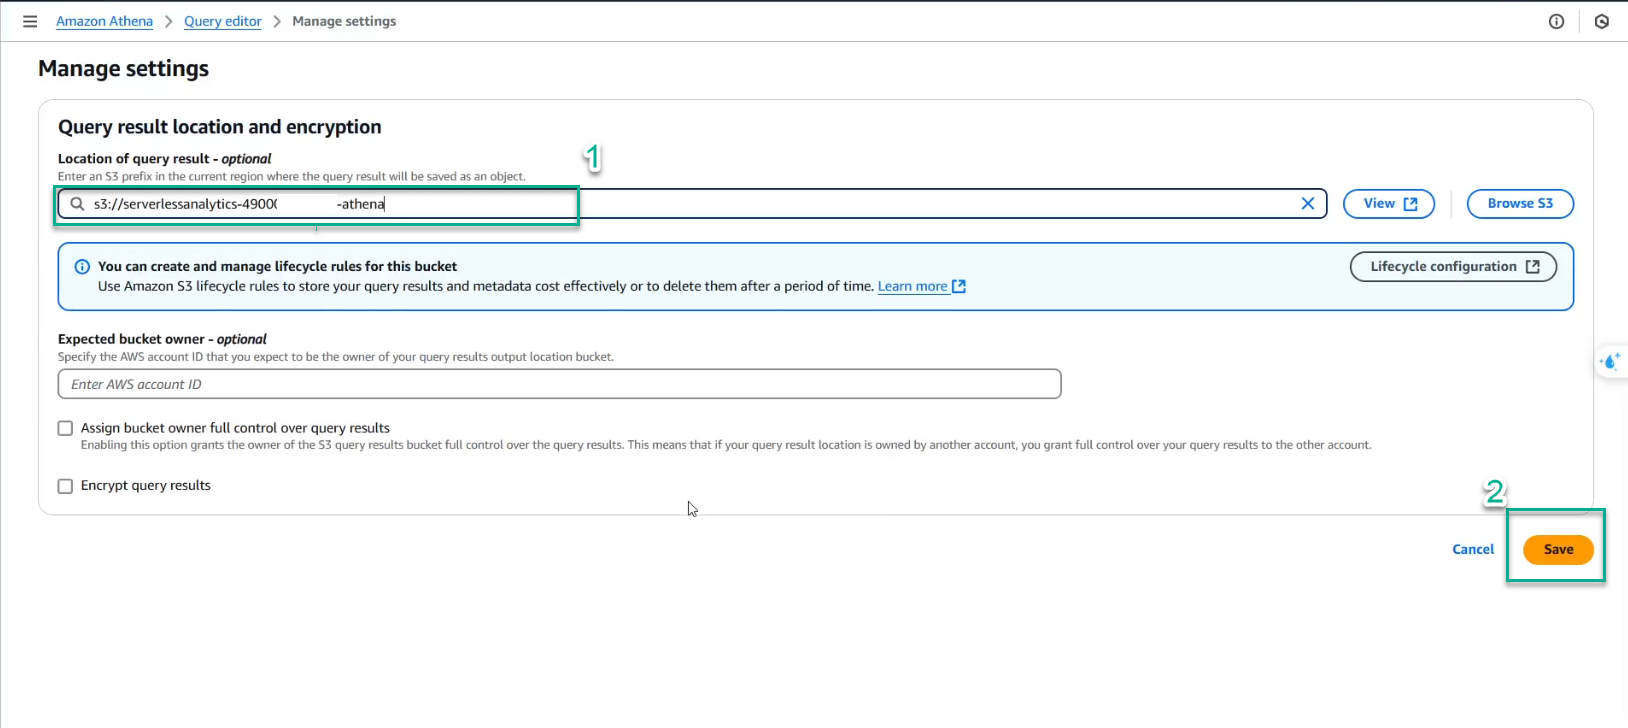 Amazon Athena > Query editor > Manage settings
Manage settings
Query result location and encryption
Location of query result - optional
1
Enter an S3 prefix in the current region where the query result will be saved as an object.
s3://serverlessanalytics-4900 -athena
View
Browse S3
You can create and manage lifecycle rules for this bucket
Lifecycle configuration
Use Amazon S3 lifecycle rules to store your query results and metadata cost effectively or to delete them after a period of time. Learn more
Expected bucket owner - optional
Specify the AWS account ID that you expect to be the owner of your query results output location bucket.
Enter AWS account ID
Assign bucket owner full control over query results
Enabling this option grants the owner of the S3 query results bucket full control over the query results. This means that if your query result location is owned by another account, you grant full control over your query results to the other account.
Encrypt query results
2
Cancel
Save